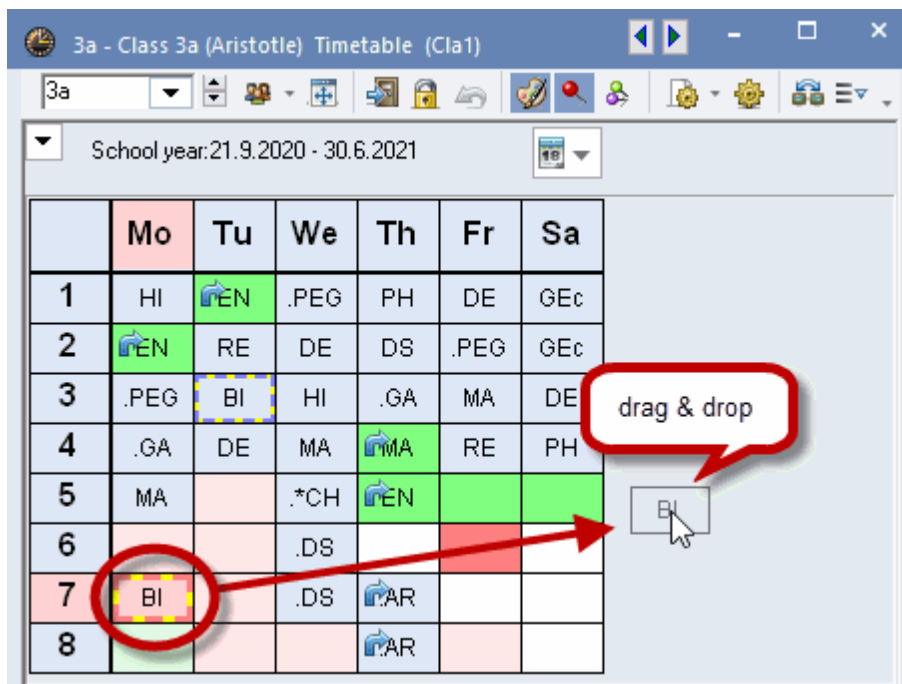 3a - Class 3a (Aristotle) Timetable (Cla1)
3a
School year:21.9.2020 - 30.6.2021
18
Mo Tu We Th Fr Sa
1 HI EN .PEG PH DE GEc
2 EN RE DE DS .PEG GEc
3 .PEG BI HI .GA MA DE
drag & drop
4 .GA DE MA MA RE PH
5 MA .*CH EN
BI
6 .DS
7 BI .DS .AR
8 .AR